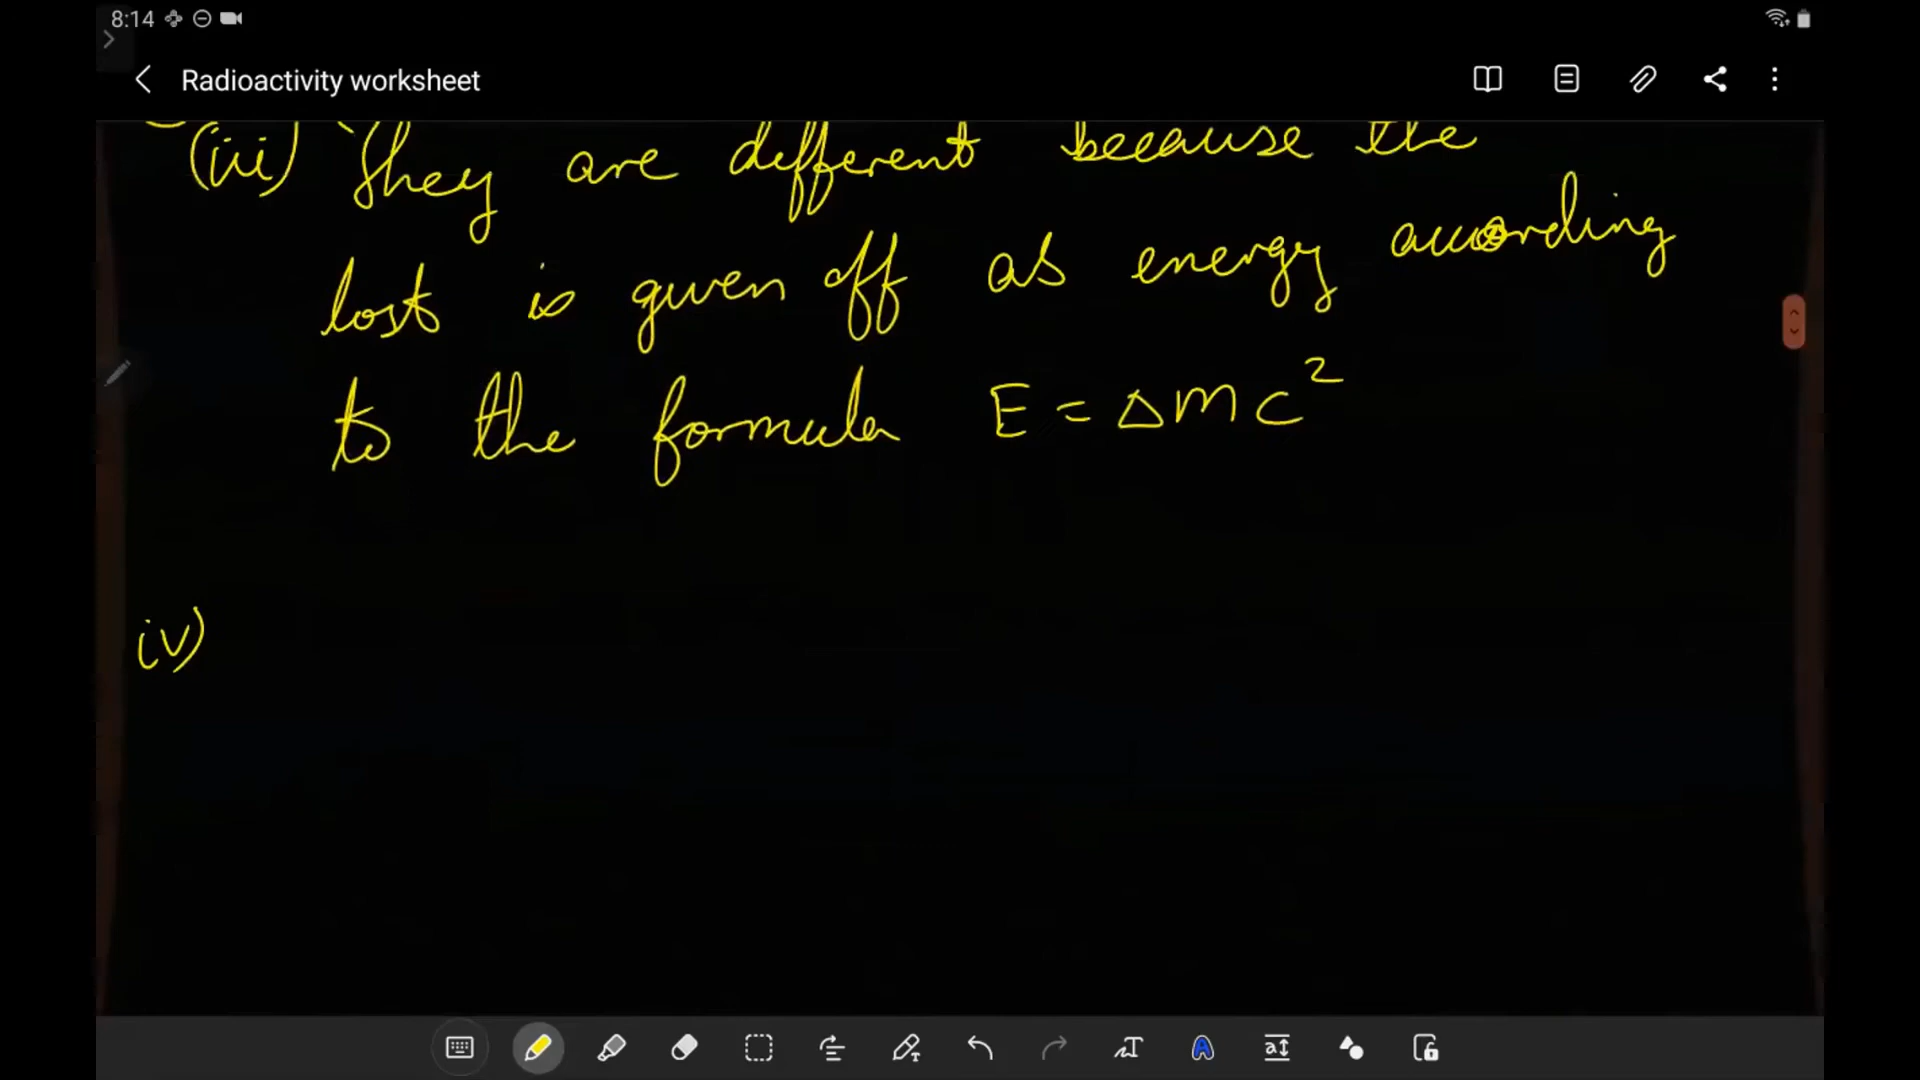 8:14
Radioactivity worksheet
(iii) They are different because the
lost is given off as energy according
to the formula E = Δmc²
iv)